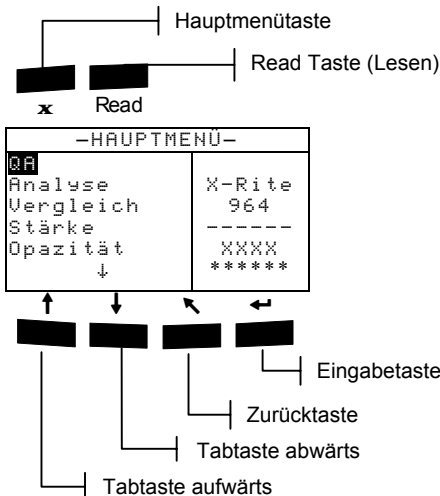 Hauptmenütaste
Read Taste (Lesen)
x Read
–HAUPTMENÜ–
QA
Analyse X-Rite
Vergleich 964
Stärke ------
Opazität XXXX
↓ ******
↑ ↓ ↖ ↵
Eingabetaste
Zurücktaste
Tabtaste abwärts
Tabtaste aufwärts